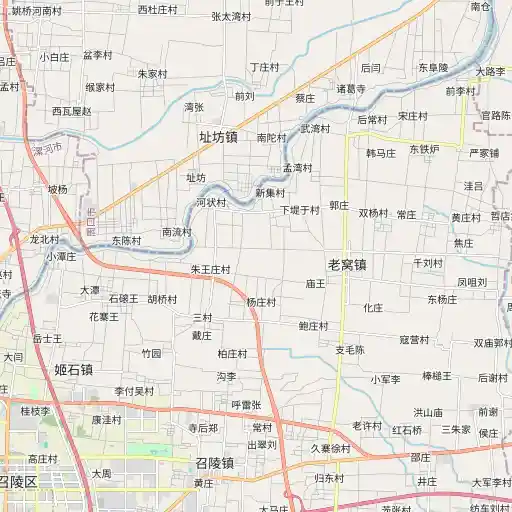 姚桥河南村
西杜庄村
张太湾村
前于王村
南仓
小白庄
盆李村
丁庄村
后闫
东阜陵
大路李
吕庄
朱家村
孟村
缑家村
诸葛寺
前李村
前刘
蔡庄
西瓦屋赵
湾张
后常村
宋庄村
官路陈
武湾村
址坊镇
南陀村
漯河市
韩马庄
东铁炉
严家铺
孟湾村
址坊
坡杨
新集村
洼吕
河状村
郭庄
下堤于村
双杨村
常庄
黄庄村
南流村
龙北村
东陈村
焦庄
小潭庄
老窝镇
千刘村
朱王庄村
庙王
凤咀刘
大潭
石磙王
胡桥村
杨庄村
东杨庄
化庄
花寨王
三村
鲍庄村
岳士王
戴庄
寇营村
双庙郭村
支毛陈
大闫
竹园
柏庄村
姬石镇
沟李
棒槌王
小军李
后谢村
李付吴村
呼雷张
桂枝李
洪山庙
前谢
康洼村
寺后郑
常村
老许村
红石桥
三朱家
侯庄
出翠刘
久寨徐村
高庄村
召陵镇
邵庄
大周
归东村
召陵区
黄庄
井庄
大军李村
大马庄
苏张村
纺车刘村